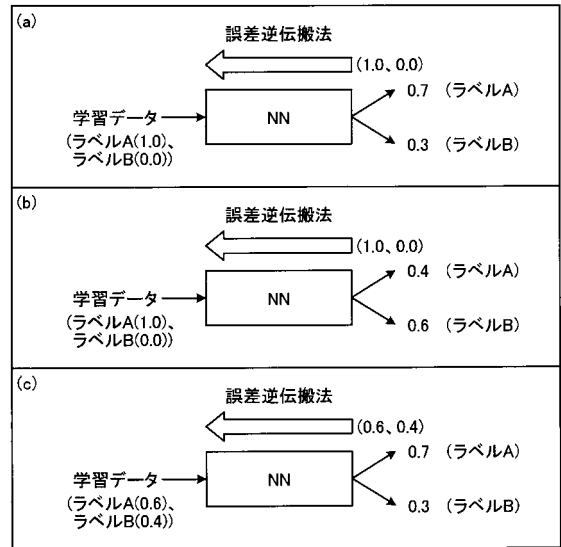 (a)
誤差逆伝搬法
(1.0、0.0)
0.7 (ラベルA)
学習データ
NN
(ラベルA(1.0)、
ラベルB(0.0))
0.3 (ラベルB)
(b)
誤差逆伝搬法
(1.0、0.0)
0.4 (ラベルA)
学習データ
NN
(ラベルA(1.0)、
ラベルB(0.0))
0.6 (ラベルB)
(c)
誤差逆伝搬法
(0.6、0.4)
0.7 (ラベルA)
学習データ
NN
(ラベルA(0.6)、
ラベルB(0.4))
0.3 (ラベルB)